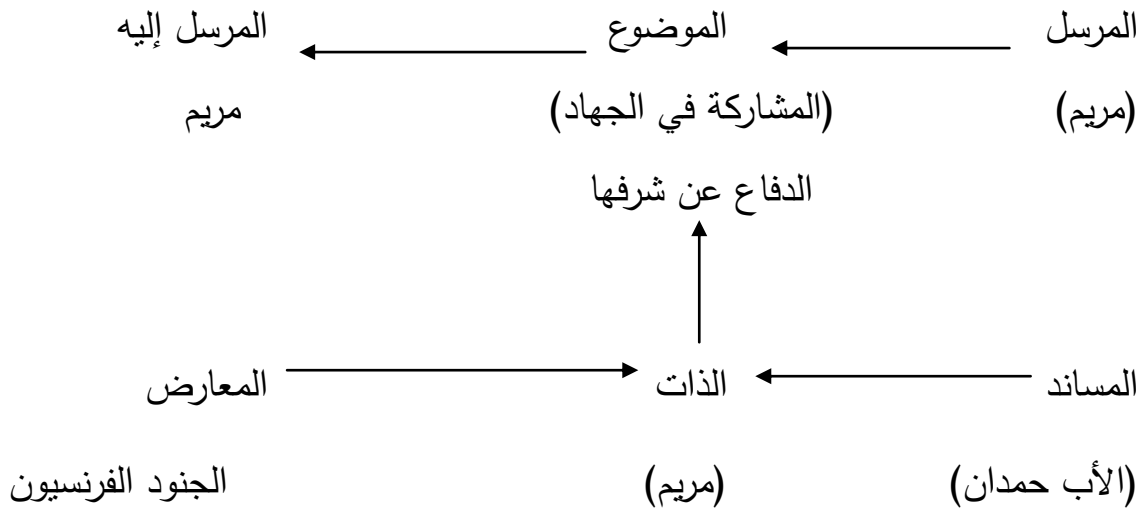 المرسل الموضوع المرسل إليه
(مريم) (المشاركة في الجهاد) مريم
الدفاع عن شرفها
المساند الذات المعارض
(الأب حمدان) (مريم) الجنود الفرنسيون